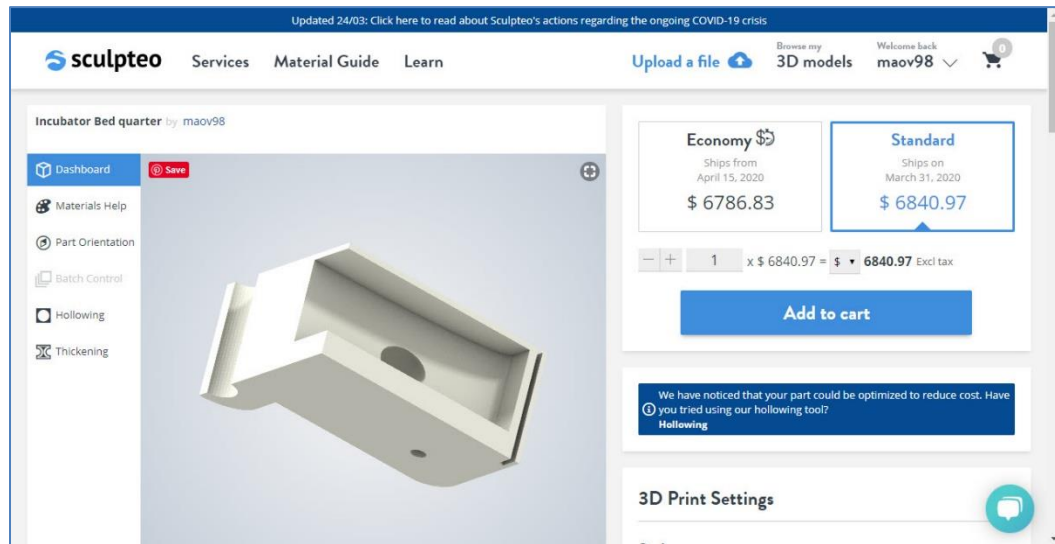 Updated 24/03: Click here to read about Sculpteo's actions regarding the ongoing COVID-19 crisis
sculpteo
Services Material Guide Learn
Upload a file
Browse my
3D models
Welcome back
maov98
0
Incubator Bed quarter by maov98
Dashboard
Materials Help
Part Orientation
Batch Control
Hollowing
Thickening
Save
Economy
Ships from
April 15, 2020
$ 6786.83
Standard
Ships on
March 31, 2020
$ 6840.97
− + 1 x $ 6840.97 = $ 6840.97 Excl tax
Add to cart
We have noticed that your part could be optimized to reduce cost. Have
you tried using our hollowing tool?
Hollowing
3D Print Settings